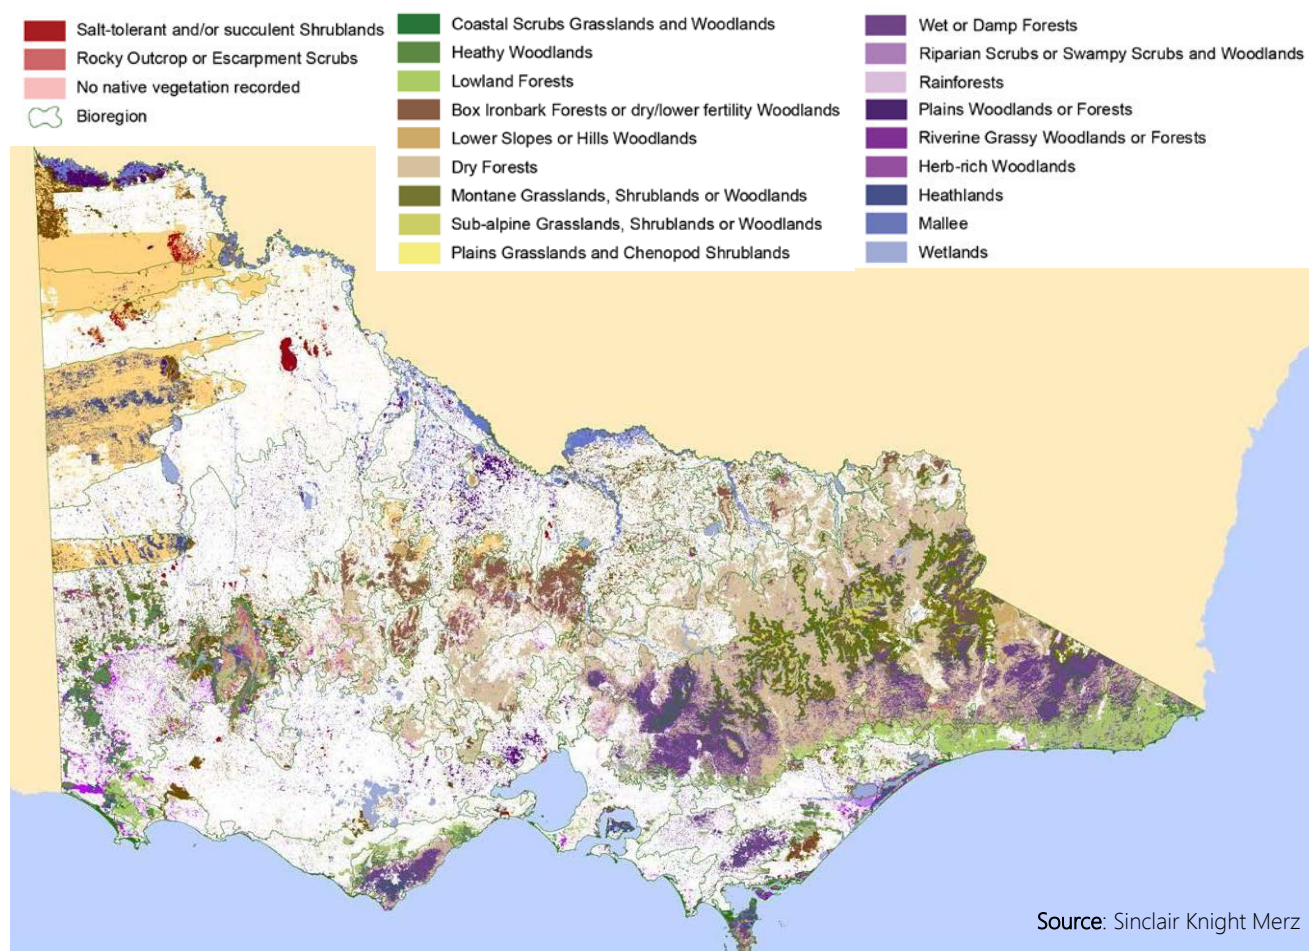 Salt-tolerant and/or succulent Shrublands
Rocky Outcrop or Escarpment Scrubs
No native vegetation recorded
Bioregion
Coastal Scrubs Grasslands and Woodlands
Heathy Woodlands
Lowland Forests
Box Ironbark Forests or dry/lower fertility Woodlands
Lower Slopes or Hills Woodlands
Dry Forests
Montane Grasslands, Shrublands or Woodlands
Sub-alpine Grasslands, Shrublands or Woodlands
Plains Grasslands and Chenopod Shrublands
Wet or Damp Forests
Riparian Scrubs or Swampy Scrubs and Woodlands
Rainforests
Plains Woodlands or Forests
Riverine Grassy Woodlands or Forests
Herb-rich Woodlands
Heathlands
Mallee
Wetlands
Source: Sinclair Knight Merz